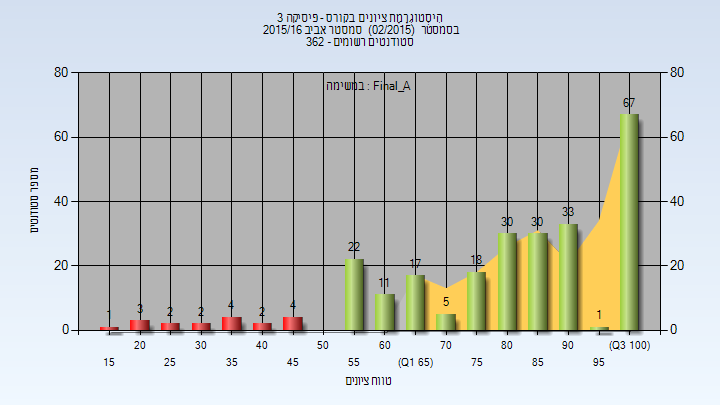 היסטוגרמת ציונים בקורס - פיסיקה 3
בסמסטר (02/2015) סמסטר אביב 2015/16
סטודנטים רשומים - 362
במשימה : Final_A
80 80
60 60
40 40
20 20
0 0
מספר סטודנטים
1 3 2 2 4 2 4 22 11 17 5 18 30 30 33 1 67
20 30 40 50 60 70 80 90 (Q3 100)
15 25 35 45 55 (Q1 65) 75 85 95
טווח ציונים